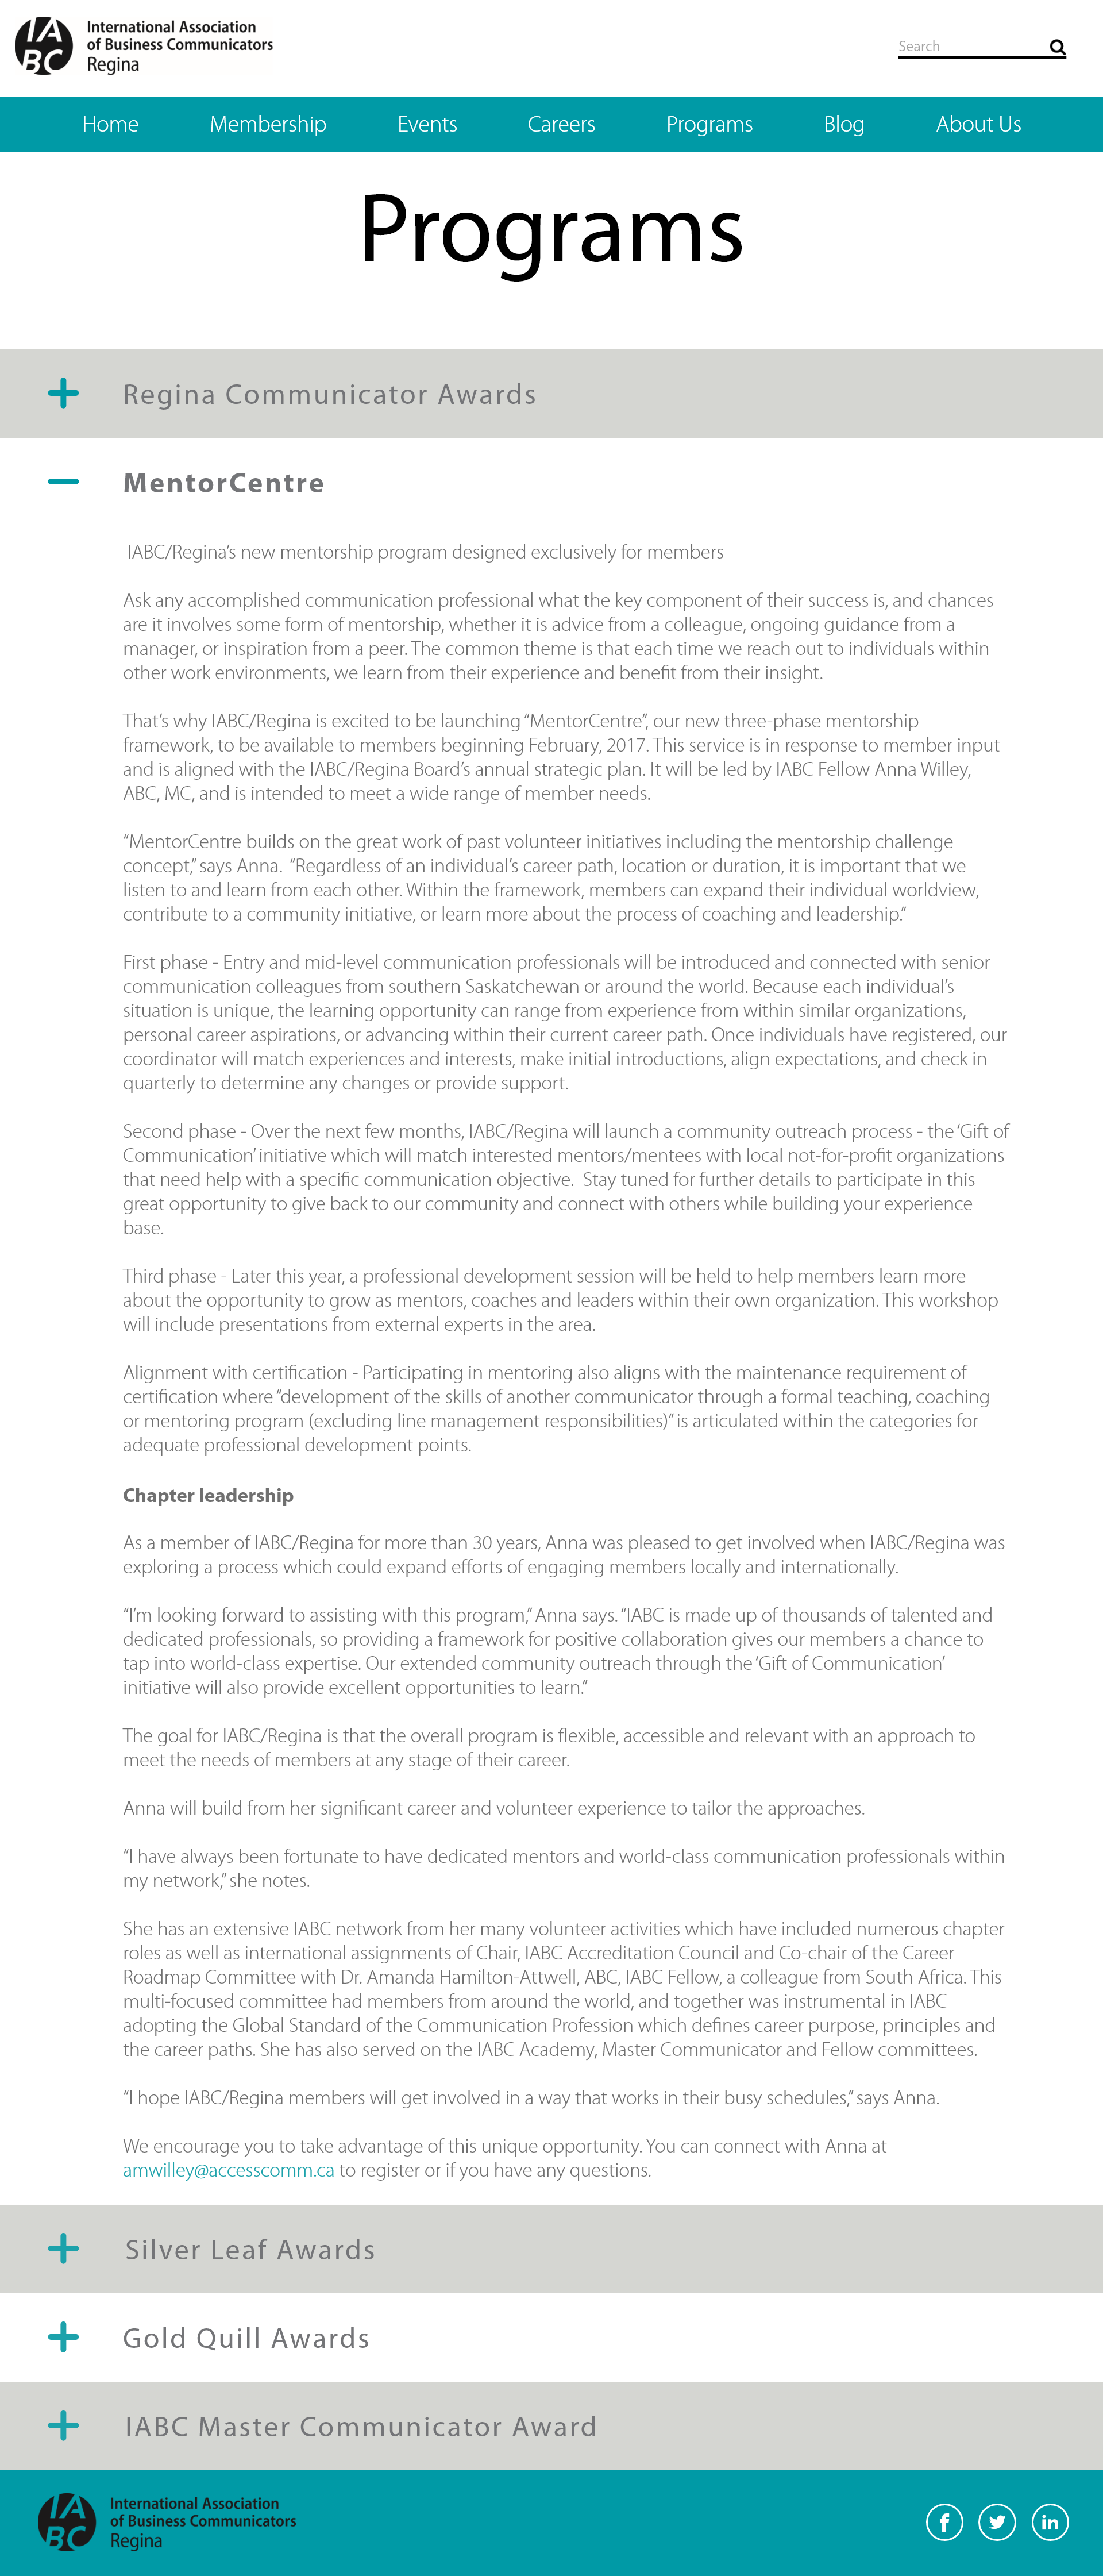 IABC
International Association
of Business Communicators
Regina
Search
Home Membership Events Careers Programs Blog About Us
Programs
Regina Communicator Awards
MentorCentre
IABC/Regina’s new mentorship program designed exclusively for members
Ask any accomplished communication professional what the key component of their success is, and chances
are it involves some form of mentorship, whether it is advice from a colleague, ongoing guidance from a
manager, or inspiration from a peer. The common theme is that each time we reach out to individuals within
other work environments, we learn from their experience and benefit from their insight.
That’s why IABC/Regina is excited to be launching “MentorCentre”, our new three-phase mentorship
framework, to be available to members beginning February, 2017. This service is in response to member input
and is aligned with the IABC/Regina Board’s annual strategic plan. It will be led by IABC Fellow Anna Willey,
ABC, MC, and is intended to meet a wide range of member needs.
“MentorCentre builds on the great work of past volunteer initiatives including the mentorship challenge
concept,” says Anna.  “Regardless of an individual’s career path, location or duration, it is important that we
listen to and learn from each other. Within the framework, members can expand their individual worldview,
contribute to a community initiative, or learn more about the process of coaching and leadership.”
First phase - Entry and mid-level communication professionals will be introduced and connected with senior
communication colleagues from southern Saskatchewan or around the world. Because each individual’s
situation is unique, the learning opportunity can range from experience from within similar organizations,
personal career aspirations, or advancing within their current career path. Once individuals have registered, our
coordinator will match experiences and interests, make initial introductions, align expectations, and check in
quarterly to determine any changes or provide support.
Second phase - Over the next few months, IABC/Regina will launch a community outreach process - the ‘Gift of
Communication’ initiative which will match interested mentors/mentees with local not-for-profit organizations
that need help with a specific communication objective.  Stay tuned for further details to participate in this
great opportunity to give back to our community and connect with others while building your experience
base.
Third phase - Later this year, a professional development session will be held to help members learn more
about the opportunity to grow as mentors, coaches and leaders within their own organization. This workshop
will include presentations from external experts in the area.
Alignment with certification - Participating in mentoring also aligns with the maintenance requirement of
certification where “development of the skills of another communicator through a formal teaching, coaching
or mentoring program (excluding line management responsibilities)” is articulated within the categories for
adequate professional development points.
Chapter leadership
As a member of IABC/Regina for more than 30 years, Anna was pleased to get involved when IABC/Regina was
exploring a process which could expand efforts of engaging members locally and internationally.
“I’m looking forward to assisting with this program,” Anna says. “IABC is made up of thousands of talented and
dedicated professionals, so providing a framework for positive collaboration gives our members a chance to
tap into world-class expertise. Our extended community outreach through the ‘Gift of Communication’
initiative will also provide excellent opportunities to learn.”
The goal for IABC/Regina is that the overall program is flexible, accessible and relevant with an approach to
meet the needs of members at any stage of their career.
Anna will build from her significant career and volunteer experience to tailor the approaches.
“I have always been fortunate to have dedicated mentors and world-class communication professionals within
my network,” she notes.
She has an extensive IABC network from her many volunteer activities which have included numerous chapter
roles as well as international assignments of Chair, IABC Accreditation Council and Co-chair of the Career
Roadmap Committee with Dr. Amanda Hamilton-Attwell, ABC, IABC Fellow, a colleague from South Africa. This
multi-focused committee had members from around the world, and together was instrumental in IABC
adopting the Global Standard of the Communication Profession which defines career purpose, principles and
the career paths. She has also served on the IABC Academy, Master Communicator and Fellow committees.
“I hope IABC/Regina members will get involved in a way that works in their busy schedules,” says Anna.
We encourage you to take advantage of this unique opportunity. You can connect with Anna at
amwilley@accesscomm.ca to register or if you have any questions.
Silver Leaf Awards
Gold Quill Awards
IABC Master Communicator Award
IABC
International Association
of Business Communicators
Regina
f in